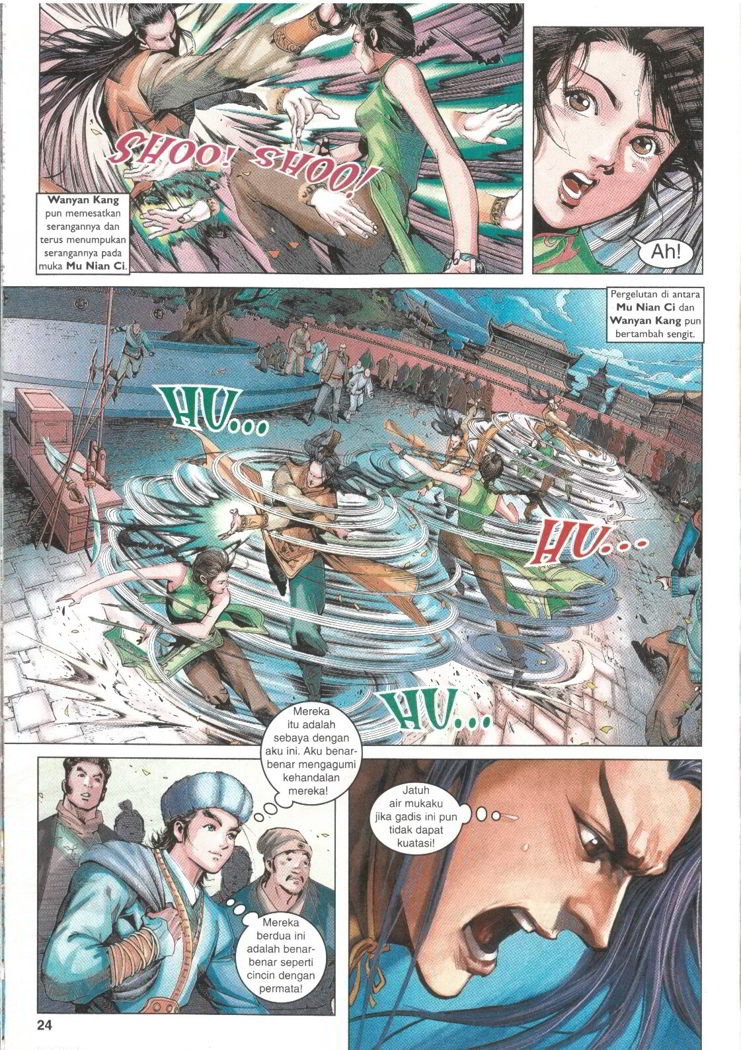 SHOO! SHOO!
Wanyan Kang
pun memesatkan
serangannya dan
terus menumpukan
serangannya pada
muka Mu Nian Ci.
Ah!
Pergelutan di antara
Mu Nian Ci dan
Wanyan Kang pun
bertambah sengit.
HU...
HU...
HU...
Mereka
itu adalah
sebaya dengan
aku ini. Aku benar-
benar mengagumi
kehandalan
mereka!
Mereka
berdua ini
adalah benar-
benar seperti
cincin dengan
permata!
Jatuh
air mukaku
jika gadis ini pun
tidak dapat
kuatasi!
24